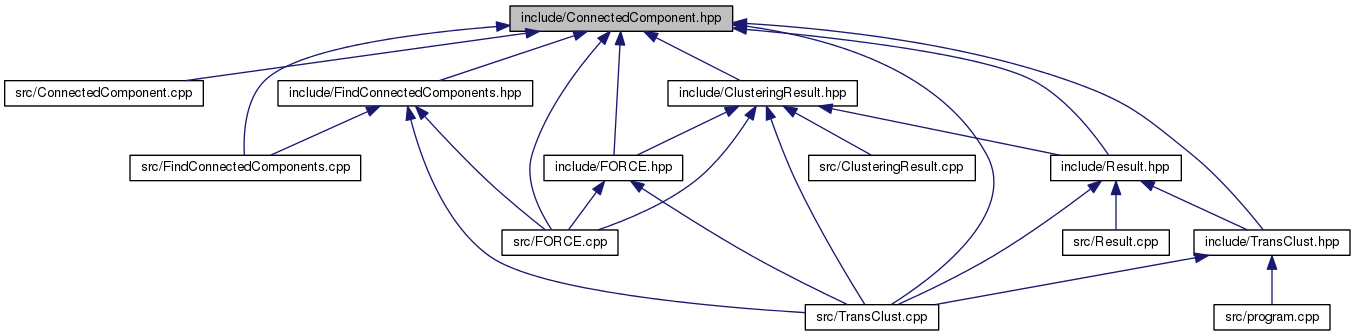 include/ConnectedComponent.hpp
src/ConnectedComponent.cpp
include/FindConnectedComponents.hpp
include/ClusteringResult.hpp
src/FindConnectedComponents.cpp
include/FORCE.hpp
src/ClusteringResult.cpp
include/Result.hpp
src/FORCE.cpp
src/Result.cpp
include/TransClust.hpp
src/TransClust.cpp
src/program.cpp